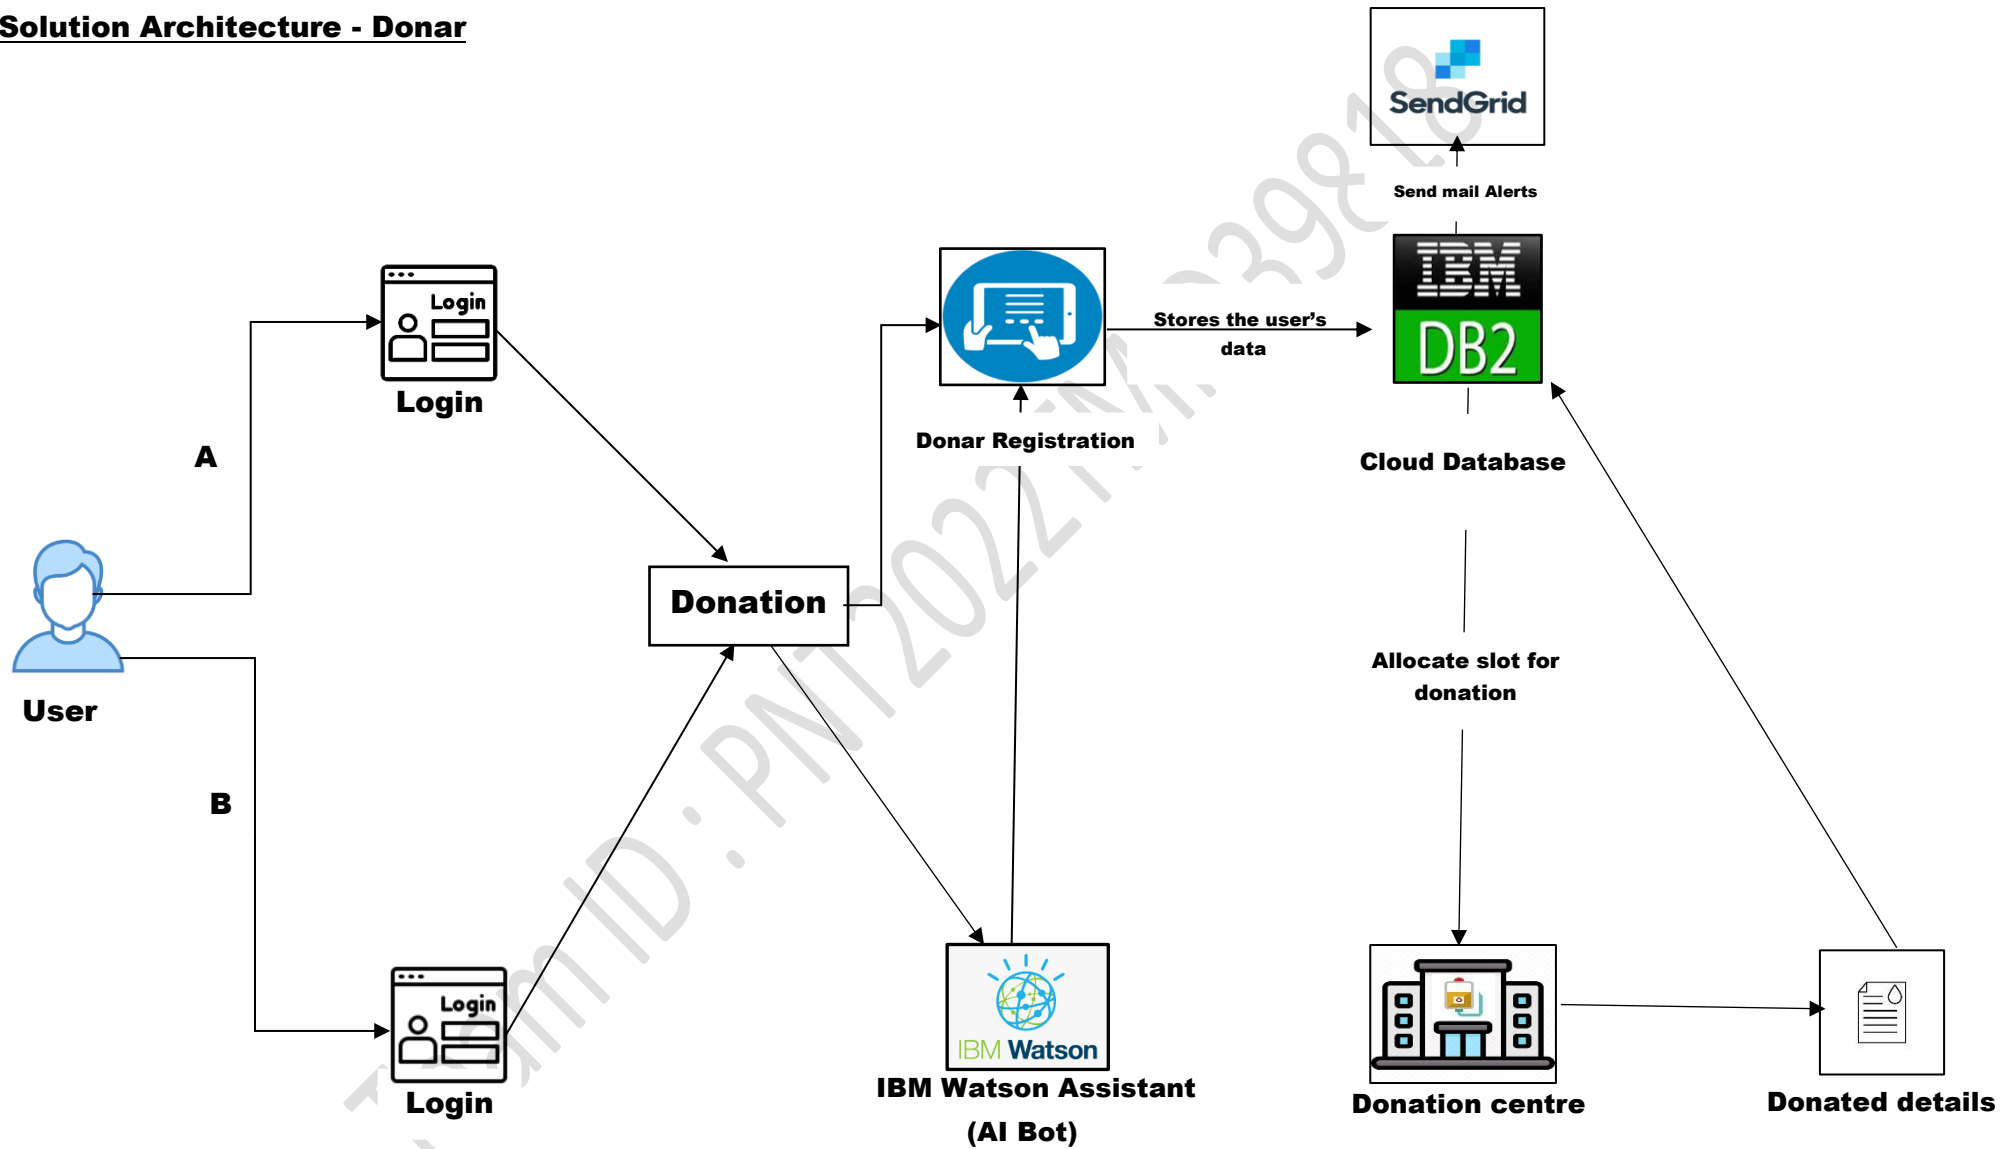 Solution Architecture - Donar
SendGrid
Send mail Alerts
IBM
DB2
Login
Login
Stores the user's
data
A
Donar Registration
Cloud Database
Donation
Allocate slot for
donation
User
B
Login
Login
IBM Watson
IBM Watson Assistant
(AI Bot)
Donation centre
Donated details